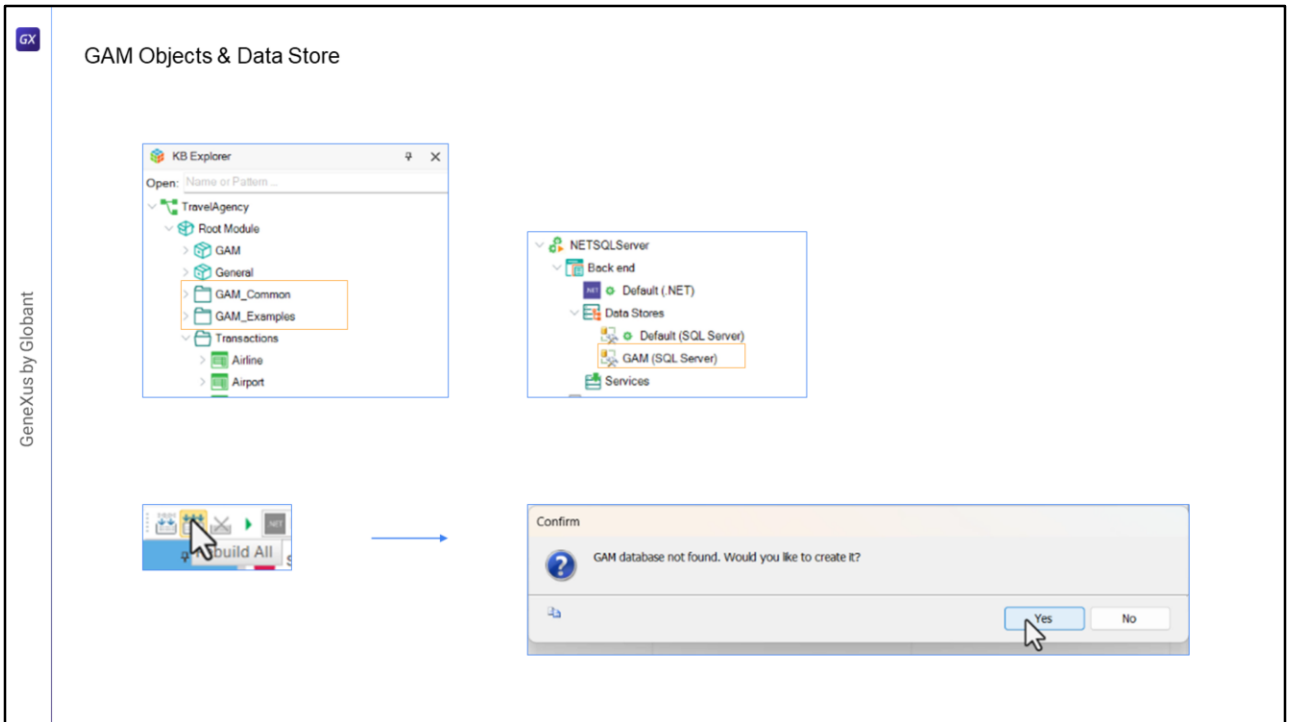 GX
GAM Objects & Data Store
GeneXus by Globant
KB Explorer
Open: Name or Pattern ...
TravelAgency
Root Module
GAM
General
GAM_Common
GAM_Examples
Transactions
Airline
Airport
NETSQLServer
Back end
.NET Default (.NET)
Data Stores
Default (SQL Server)
GAM (SQL Server)
Services
.NET
build All
Confirm
GAM database not found. Would you like to create it?
Yes No